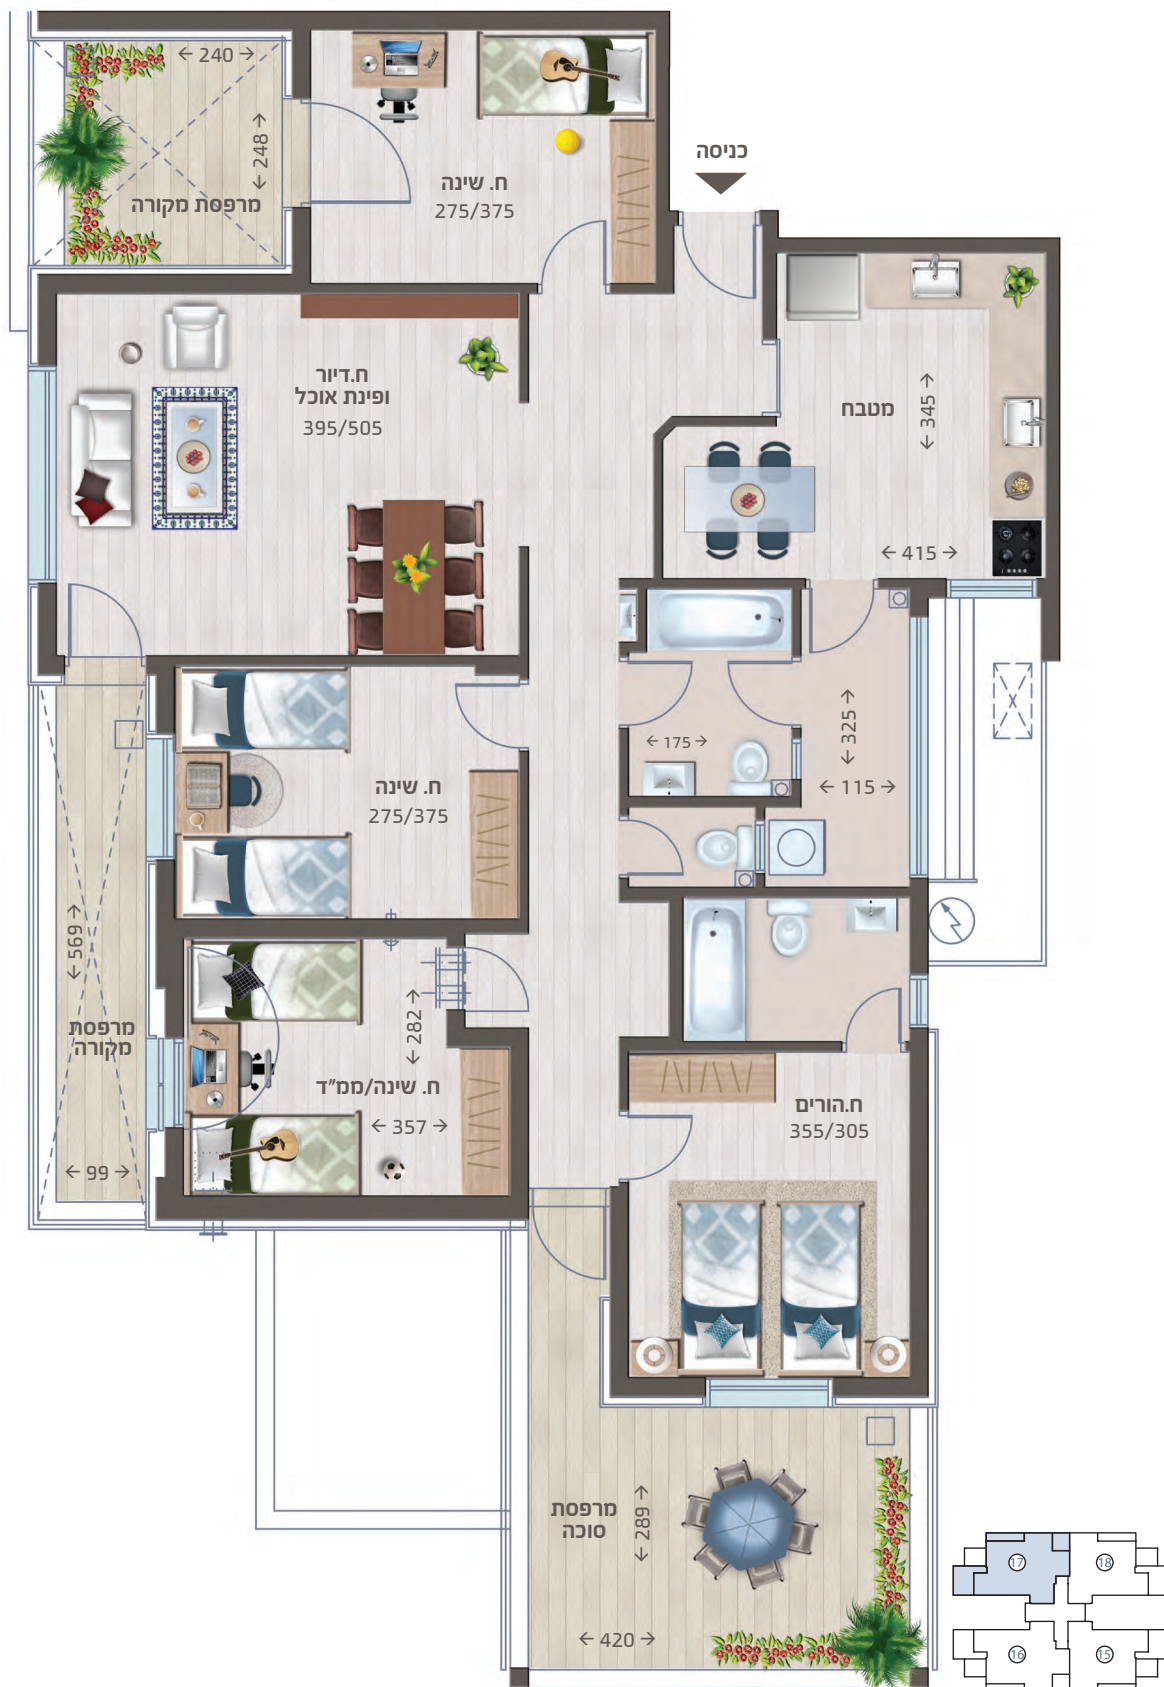 ← 240 →
← 248 →
מרפסת מקורה
ח. שינה
275/375
כניסה
ח.דיור
ופינת אוכל
395/505
מטבח
← 345 →
← 415 →
← 175 →
← 325 →
← 115 →
ח. שינה
275/375
← 569 →
מרפסת
מקורה
← 99 →
← 282 →
ח. שינה/ממ"ד
← 357 →
ח.הורים
355/305
מרפסת
סוכה
← 289 →
← 420 →
17
18
16
15